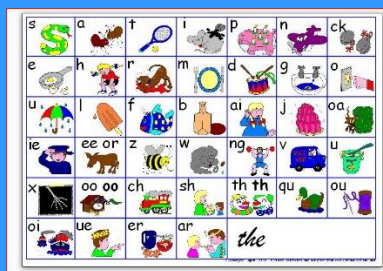 s a t i p n ck
e h r m d g o
u l f b ai j oa
ie ee or z w ng v u
x oo oo ch sh th th qu ou
oi ue er ar the